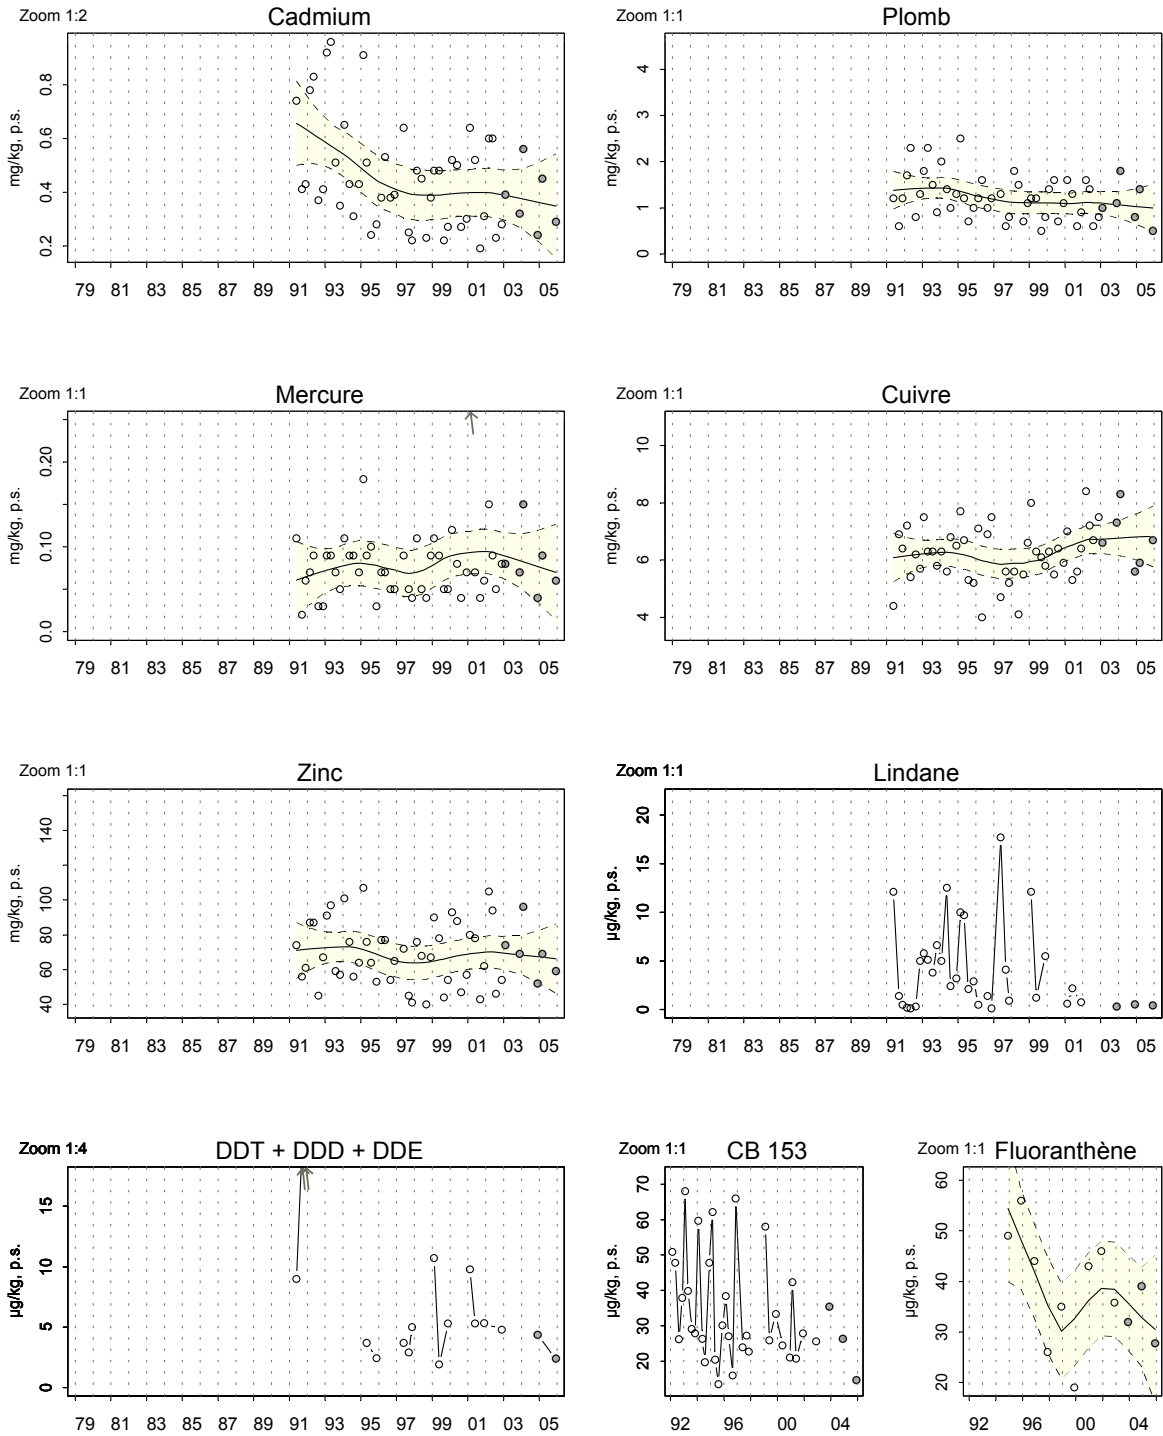 Zoom 1:2 Cadmium
mg/kg, p.s.
0.8
0.6
0.4
0.2
79 81 83 85 87 89 91 93 95 97 99 01 03 05
Zoom 1:1 Plomb
mg/kg, p.s.
4
3
2
1
0
79 81 83 85 87 89 91 93 95 97 99 01 03 05
Zoom 1:1 Mercure
mg/kg, p.s.
0.20
0.10
0.0
79 81 83 85 87 89 91 93 95 97 99 01 03 05
Zoom 1:1 Cuivre
mg/kg, p.s.
10
8
6
4
79 81 83 85 87 89 91 93 95 97 99 01 03 05
Zoom 1:1 Zinc
mg/kg, p.s.
140
100
80
60
40
79 81 83 85 87 89 91 93 95 97 99 01 03 05
Zoom 1:1 Lindane
µg/kg, p.s.
20
15
10
5
0
79 81 83 85 87 89 91 93 95 97 99 01 03 05
Zoom 1:4 DDT + DDD + DDE
µg/kg, p.s.
15
10
5
0
79 81 83 85 87 89 91 93 95 97 99 01 03 05
Zoom 1:1 CB 153
µg/kg, p.s.
70
60
50
40
30
20
92 96 00 04
Zoom 1:1 Fluoranthène
µg/kg, p.s.
60
50
40
30
20
92 96 00 04